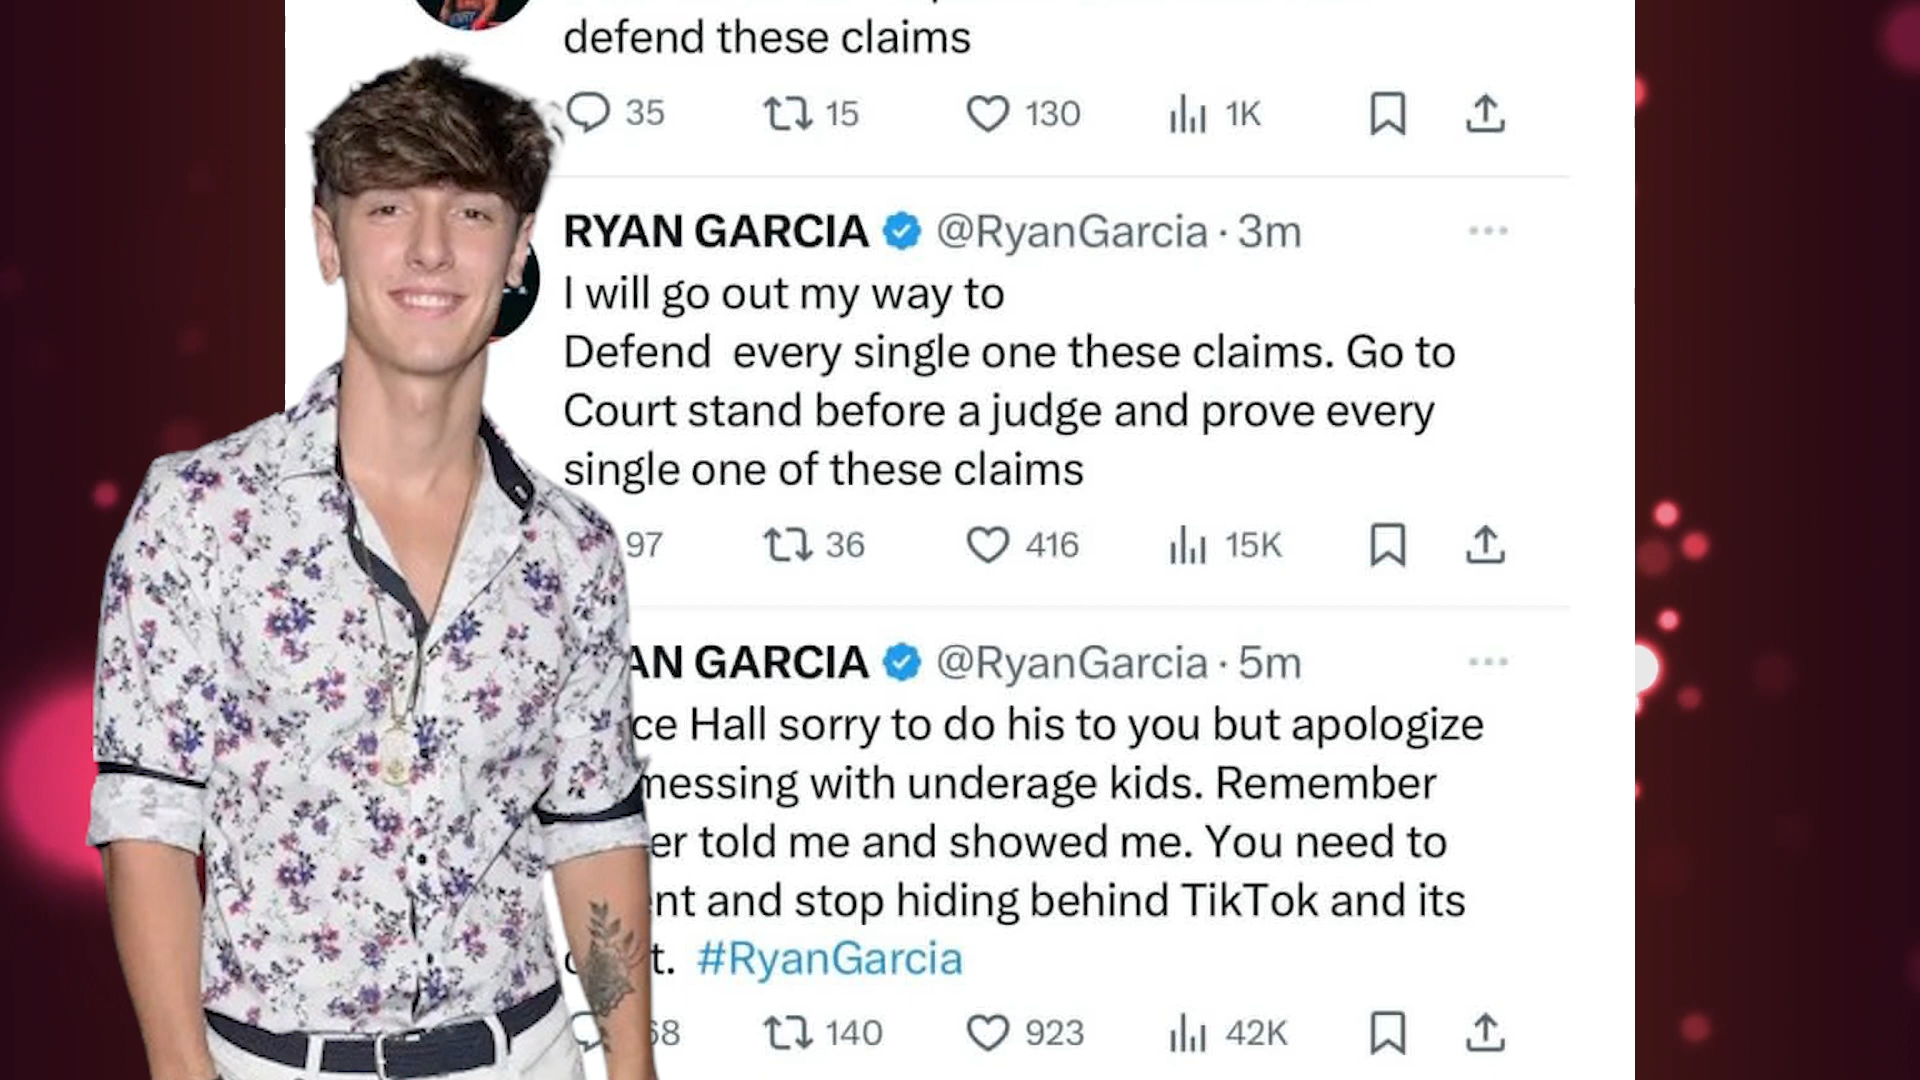 defend these claims
35 15 130 1K
RYAN GARCIA @RyanGarcia · 3m
I will go out my way to
Defend every single one these claims. Go to
Court stand before a judge and prove every
single one of these claims
97 36 416 15K
GARCIA @RyanGarcia · 5m
Hall sorry to do his to you but apologize
messing with underage kids. Remember
told me and showed me. You need to
and stop hiding behind TikTok and its
#RyanGarcia
140 923 42K